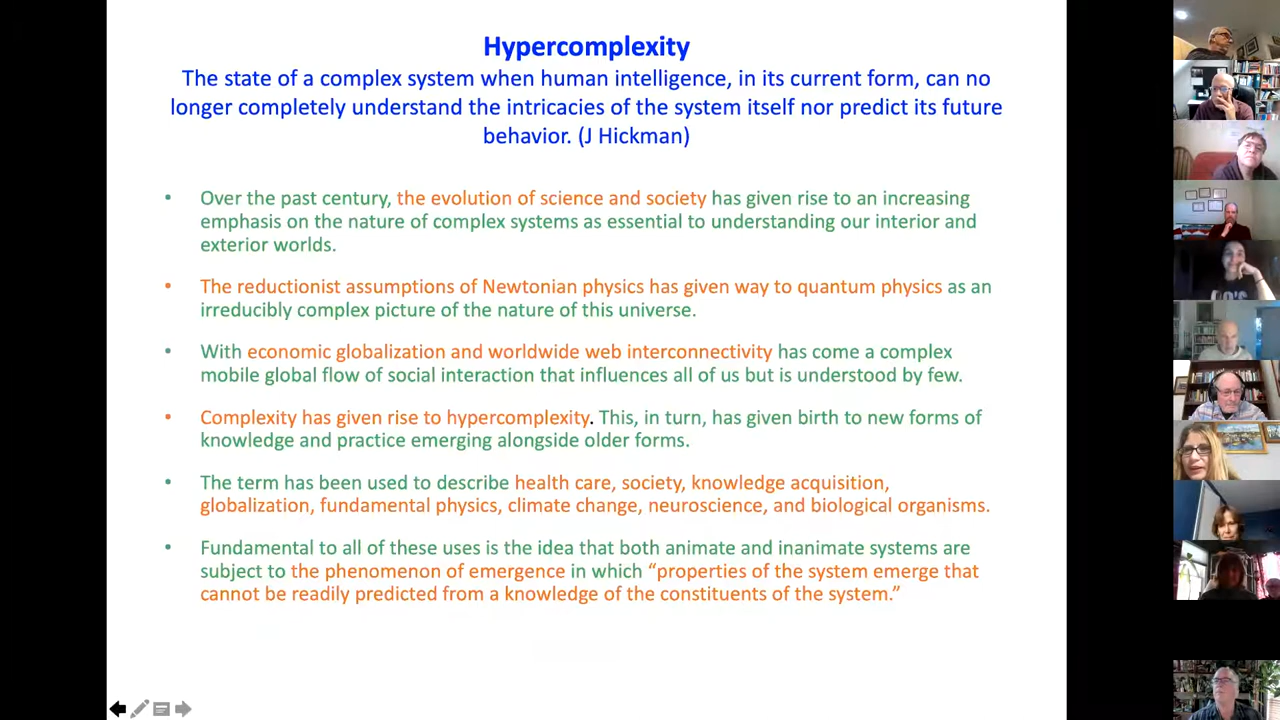 Hypercomplexity
The state of a complex system when human intelligence, in its current form, can no
longer completely understand the intricacies of the system itself nor predict its future
behavior. (J Hickman)
• Over the past century, the evolution of science and society has given rise to an increasing
emphasis on the nature of complex systems as essential to understanding our interior and
exterior worlds.
• The reductionist assumptions of Newtonian physics has given way to quantum physics as an
irreducibly complex picture of the nature of this universe.
• With economic globalization and worldwide web interconnectivity has come a complex
mobile global flow of social interaction that influences all of us but is understood by few.
• Complexity has given rise to hypercomplexity. This, in turn, has given birth to new forms of
knowledge and practice emerging alongside older forms.
• The term has been used to describe health care, society, knowledge acquisition,
globalization, fundamental physics, climate change, neuroscience, and biological organisms.
• Fundamental to all of these uses is the idea that both animate and inanimate systems are
subject to the phenomenon of emergence in which “properties of the system emerge that
cannot be readily predicted from a knowledge of the constituents of the system.”